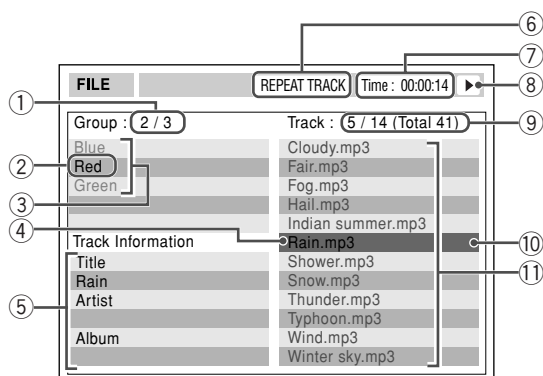 ⑥
⑦
FILE REPEAT TRACK Time : 00:00:14 ⑧
①
Group : 2 / 3 Track : 5 / 14 (Total 41) ⑨
Blue Cloudy.mp3
② Red Fair.mp3
Green Fog.mp3
③ Hail.mp3
Indian summer.mp3
④ Track Information Rain.mp3 ⑩
Title Shower.mp3 ⑪
Rain Snow.mp3
⑤ Artist Thunder.mp3
Typhoon.mp3
Album Wind.mp3
Winter sky.mp3